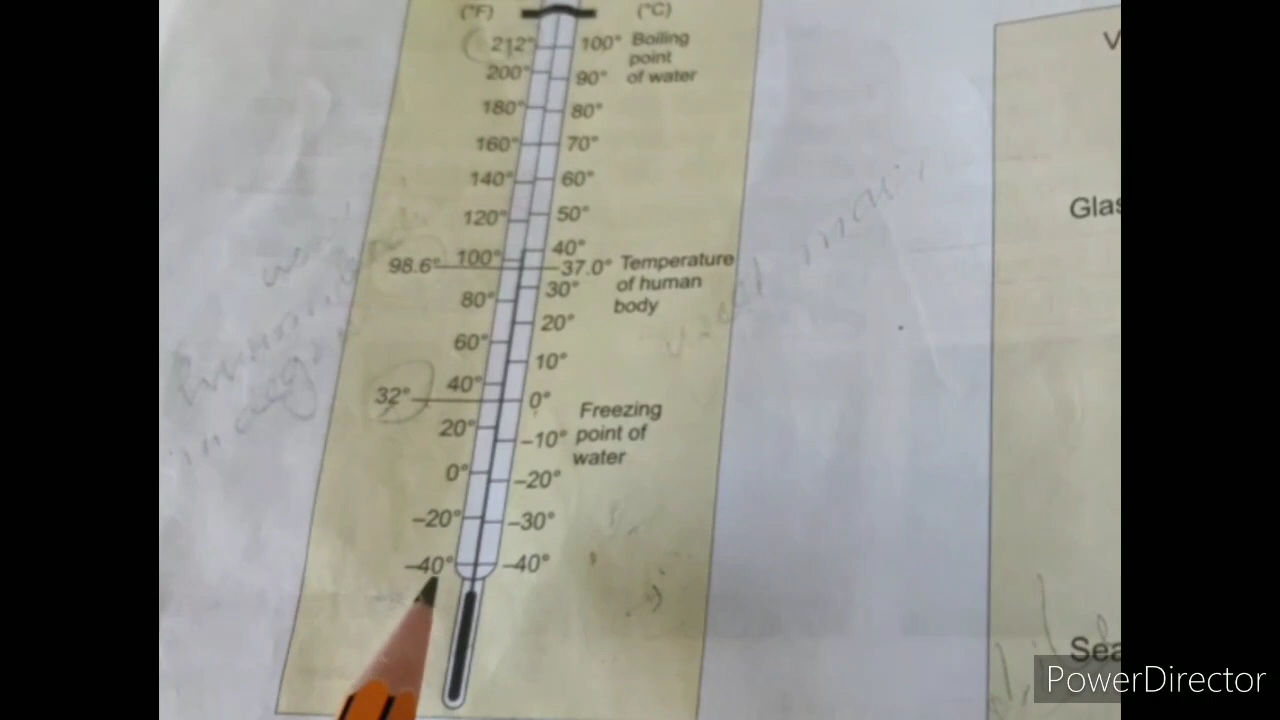 (°F) (°C)
212° 100° Boiling
point
200° 90° of water
180° 80°
160° 70°
140° 60°
120° 50°
100° 40°
98.6° 37.0° Temperature
of human
body
80° 30°
20°
60° 10°
40°
32° 0° Freezing
20° –10° point of
water
0° –20°
–20° –30°
–40° –40°
V
Glas
Sea
PowerDirector